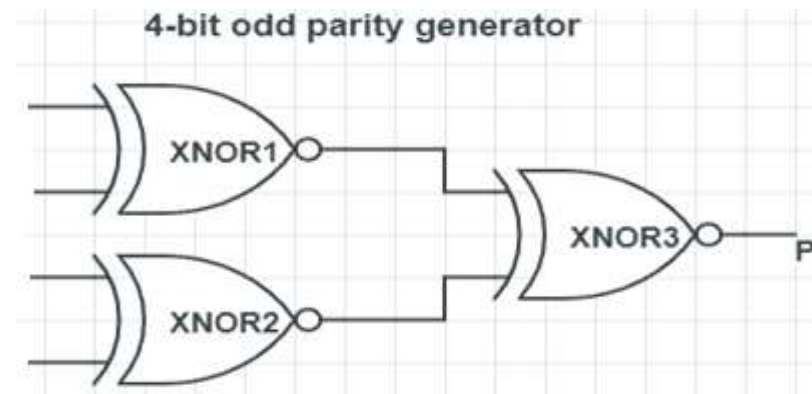 4-bit odd parity generator
XNOR1
XNOR3
P
XNOR2